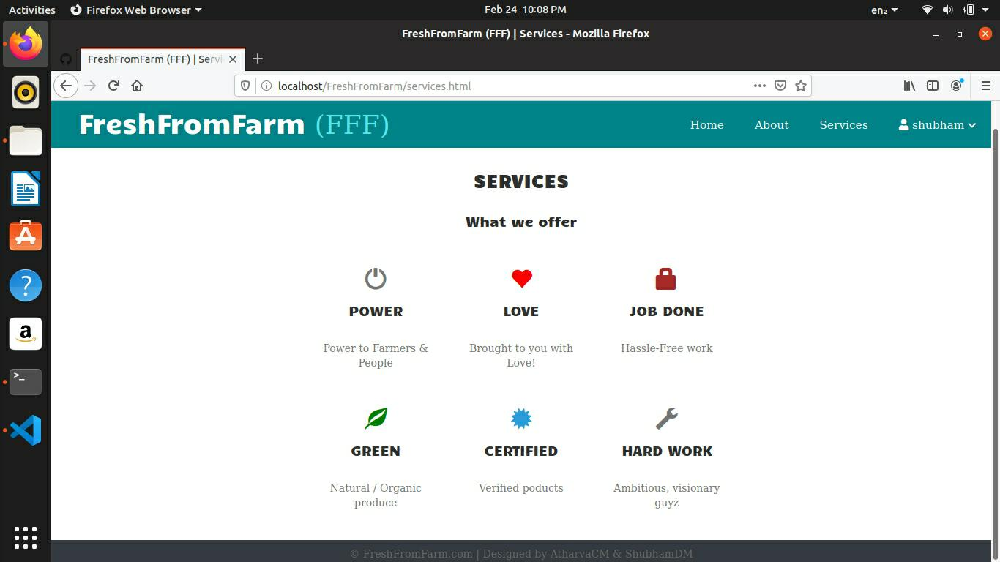 Activities Firefox Web Browser Feb 24 10:08 PM en₂
FreshFromFarm (FFF) | Services - Mozilla Firefox
FreshFromFarm (FFF) | Servi
localhost/FreshFromFarm/services.html
FreshFromFarm (FFF) Home About Services shubham
SERVICES
What we offer
POWER LOVE JOB DONE
Power to Farmers & Brought to you with Hassle-Free work
People Love!
GREEN CERTIFIED HARD WORK
Natural / Organic Verified poducts Ambitious, visionary
produce guyz
© FreshFromFarm.com | Designed by AtharvaCM & ShubhamDM